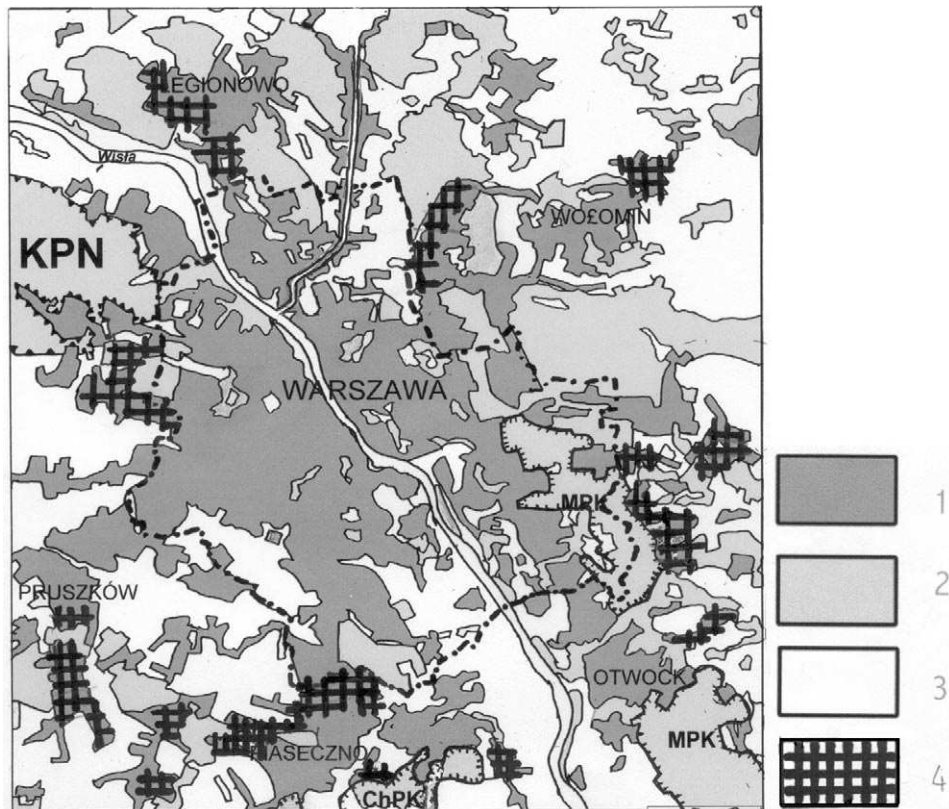 LEGIONOWO
Wisła
WOŁOMIN
KPN
WARSZAWA
MPK
PRUSZKÓW
OTWOCK
MPK
PIASECZNO
ChPK
1
2
3
4